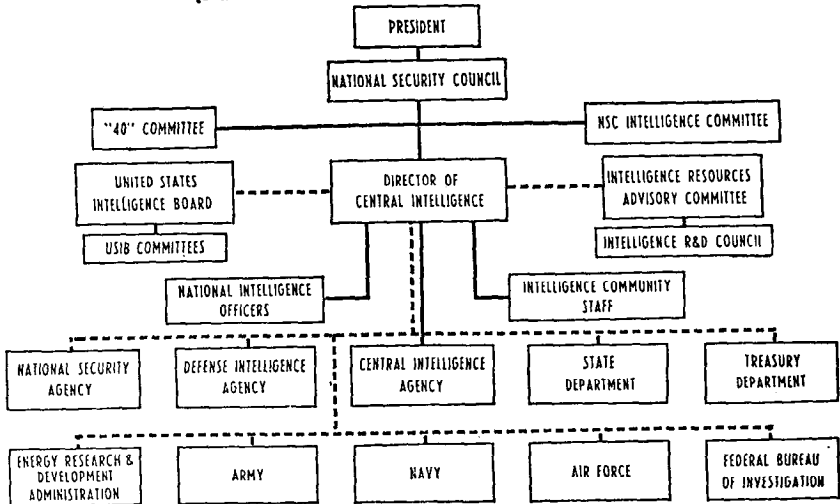 PRESIDENT
NATIONAL SECURITY COUNCIL
"40" COMMITTEE
NSC INTELLIGENCE COMMITTEE
UNITED STATES
INTELLIGENCE BOARD
DIRECTOR OF
CENTRAL INTELLIGENCE
INTELLIGENCE RESOURCES
ADVISORY COMMITTEE
USIB COMMITTEES
INTELLIGENCE R&D COUNCIL
NATIONAL INTELLIGENCE
OFFICERS
INTELLIGENCE COMMUNITY
STAFF
NATIONAL SECURITY
AGENCY
DEFENSE INTELLIGENCE
AGENCY
CENTRAL INTELLIGENCE
AGENCY
STATE
DEPARTMENT
TREASURY
DEPARTMENT
ENERGY RESEARCH &
DEVELOPMENT
ADMINISTRATION
ARMY
NAVY
AIR FORCE
FEDERAL BUREAU
OF INVESTIGATION